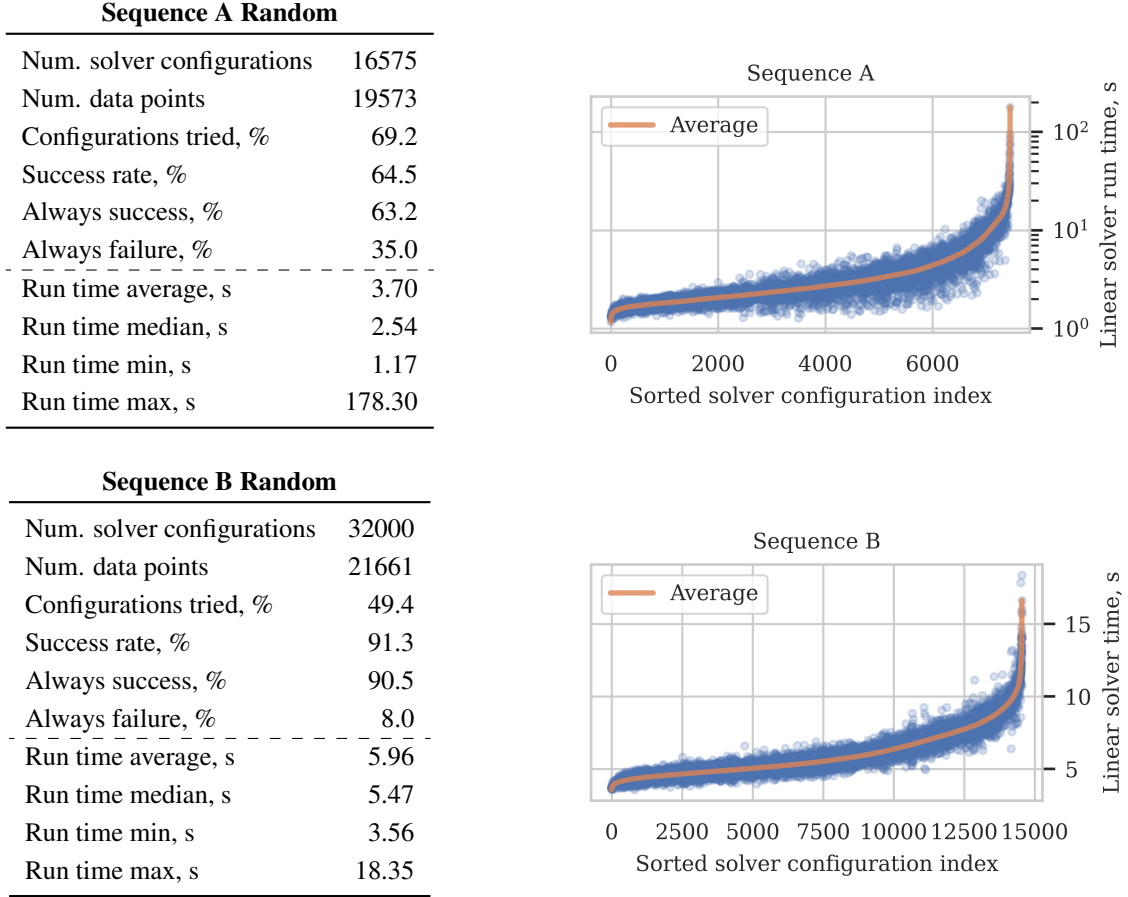 Sequence A Random
Num. solver configurations 16575
Num. data points 19573
Configurations tried, % 69.2
Success rate, % 64.5
Always success, % 63.2
Always failure, % 35.0
Run time average, s 3.70
Run time median, s 2.54
Run time min, s 1.17
Run time max, s 178.30
Sequence A
Average
10²
10¹
10⁰
Linear solver run time, s
0 2000 4000 6000
Sorted solver configuration index
Sequence B Random
Num. solver configurations 32000
Num. data points 21661
Configurations tried, % 49.4
Success rate, % 91.3
Always success, % 90.5
Always failure, % 8.0
Run time average, s 5.96
Run time median, s 5.47
Run time min, s 3.56
Run time max, s 18.35
Sequence B
Average
15
10
5
Linear solver time, s
0 2500 5000 7500 10000 12500 15000
Sorted solver configuration index